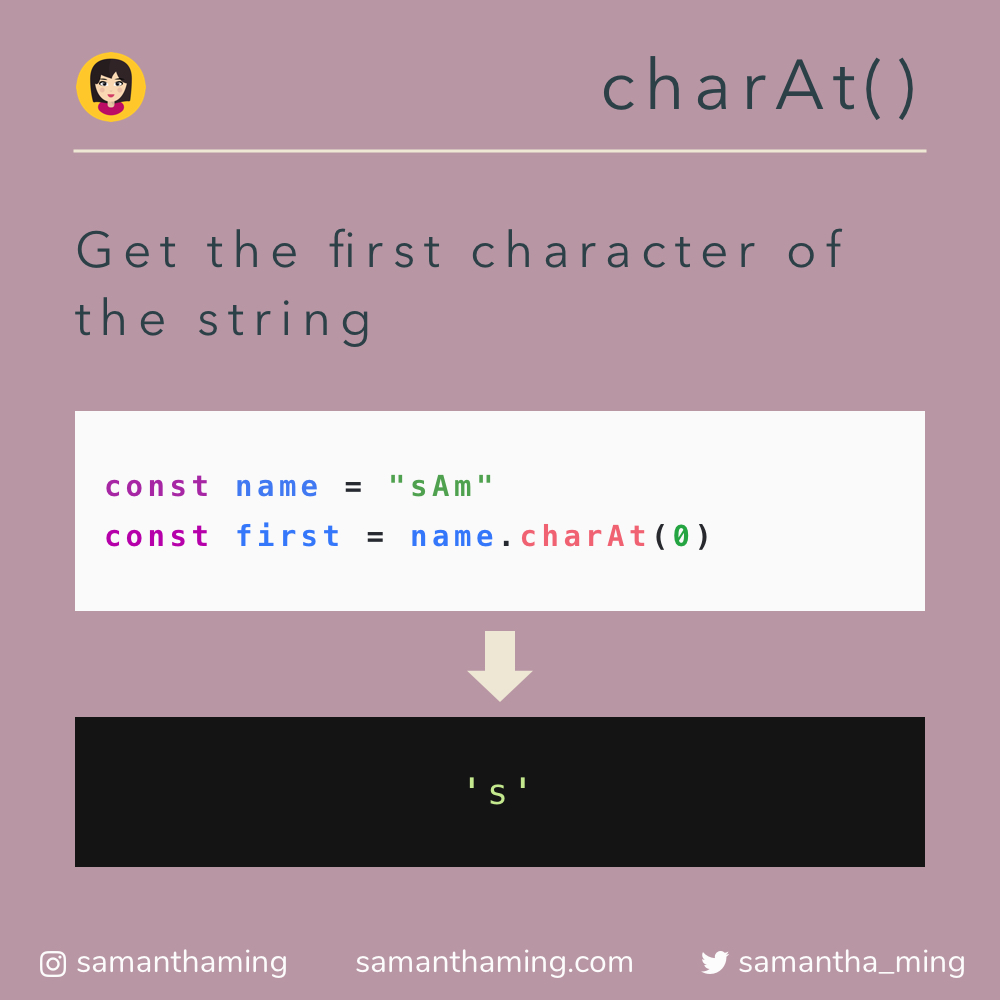 charAt()
Get the first character of
the string
const name = "sAm"
const first = name.charAt(0)
's'
samanthaming samanthaming.com samantha_ming